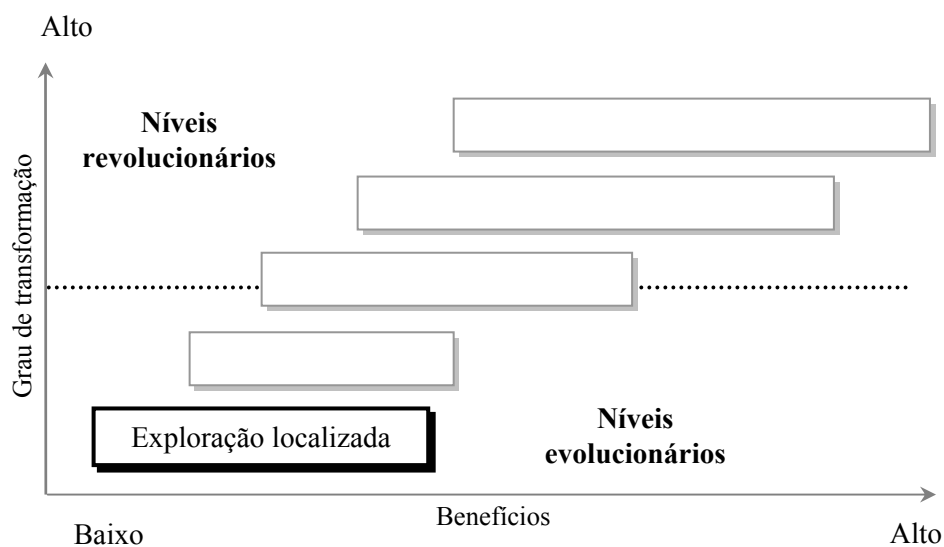 Alto
Níveis
revolucionários
Grau de transformação
Exploração localizada
Níveis
evolucionários
Baixo
Benefícios
Alto